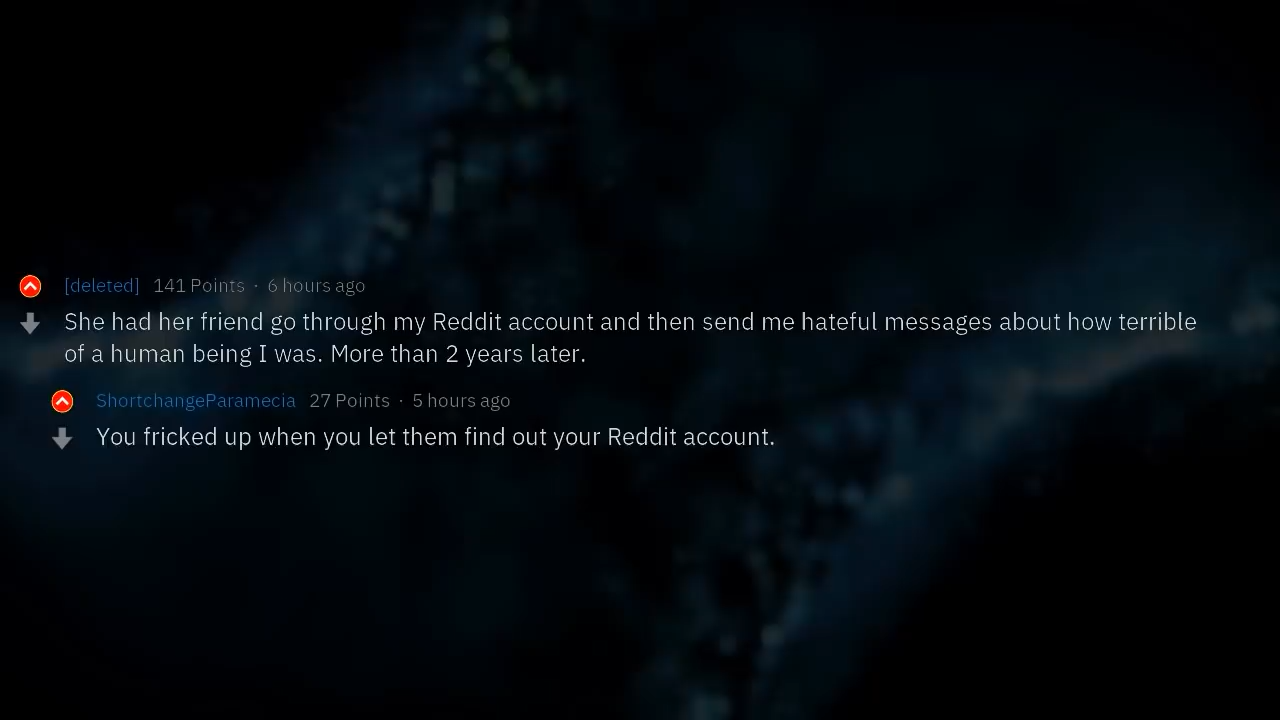 [deleted] 141 Points · 6 hours ago
She had her friend go through my Reddit account and then send me hateful messages about how terrible
of a human being I was. More than 2 years later.
ShortchangeParamecia 27 Points · 5 hours ago
You fricked up when you let them find out your Reddit account.